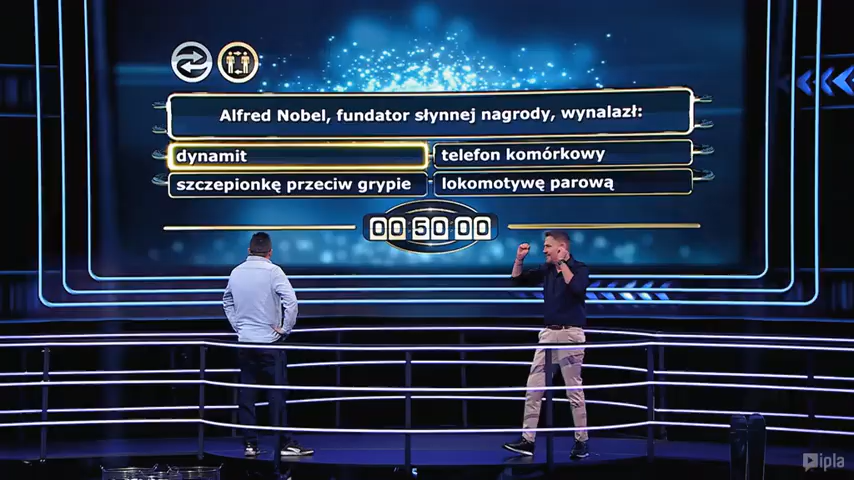 Alfred Nobel, fundator słynnej nagrody, wynalazł:
dynamit
telefon komórkowy
szczepionkę przeciw grypie
lokomotywę parową
00:50:00
ipla